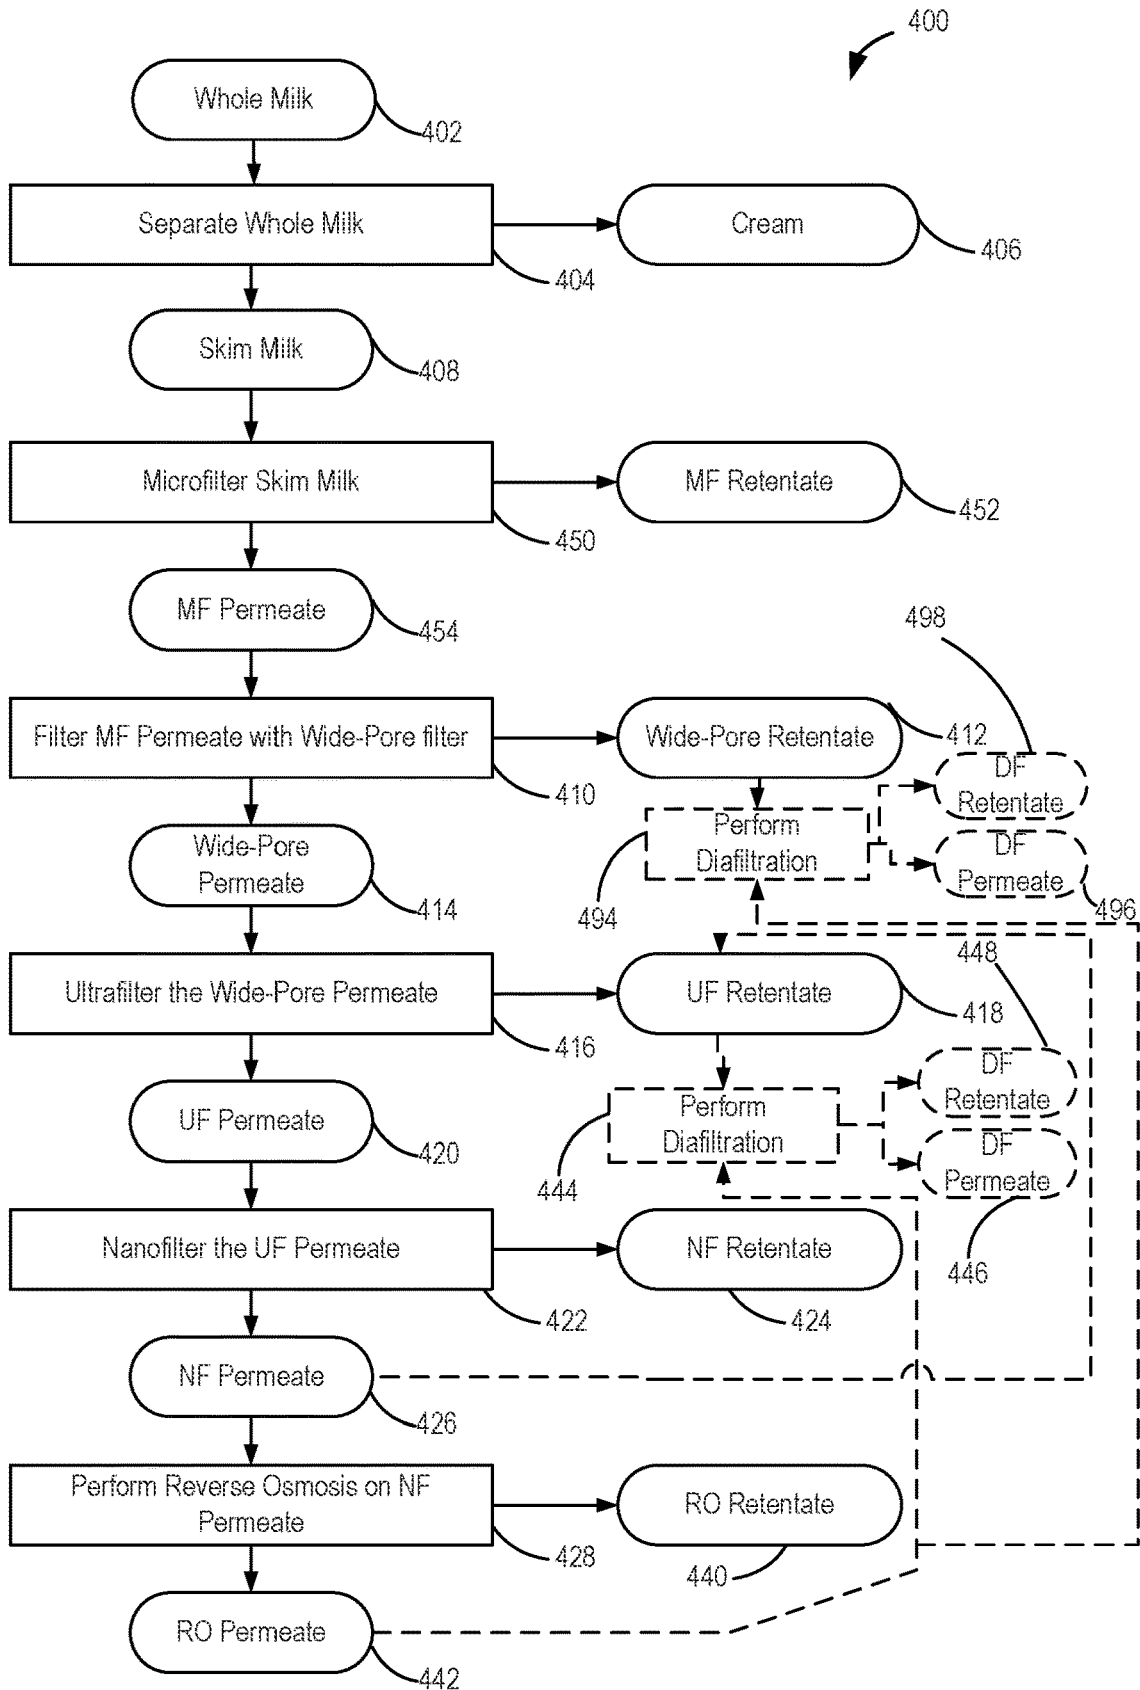 400
Whole Milk
402
Separate Whole Milk
Cream
406
404
Skim Milk
408
Microfilter Skim Milk
MF Retentate
452
450
MF Permeate
454
498
Filter MF Permeate with Wide-Pore filter
Wide-Pore Retentate
412
410
DF
Retentate
Perform
Diafiltration
DF
Permeate
Wide-Pore
Permeate
414
494
496
448
Ultrafilter the Wide-Pore Permeate
UF Retentate
418
416
DF
Retentate
UF Permeate
420
Perform
Diafiltration
DF
Permeate
444
Nanofilter the UF Permeate
NF Retentate
446
422
424
NF Permeate
426
Perform Reverse Osmosis on NF
Permeate
RO Retentate
428
440
RO Permeate
442